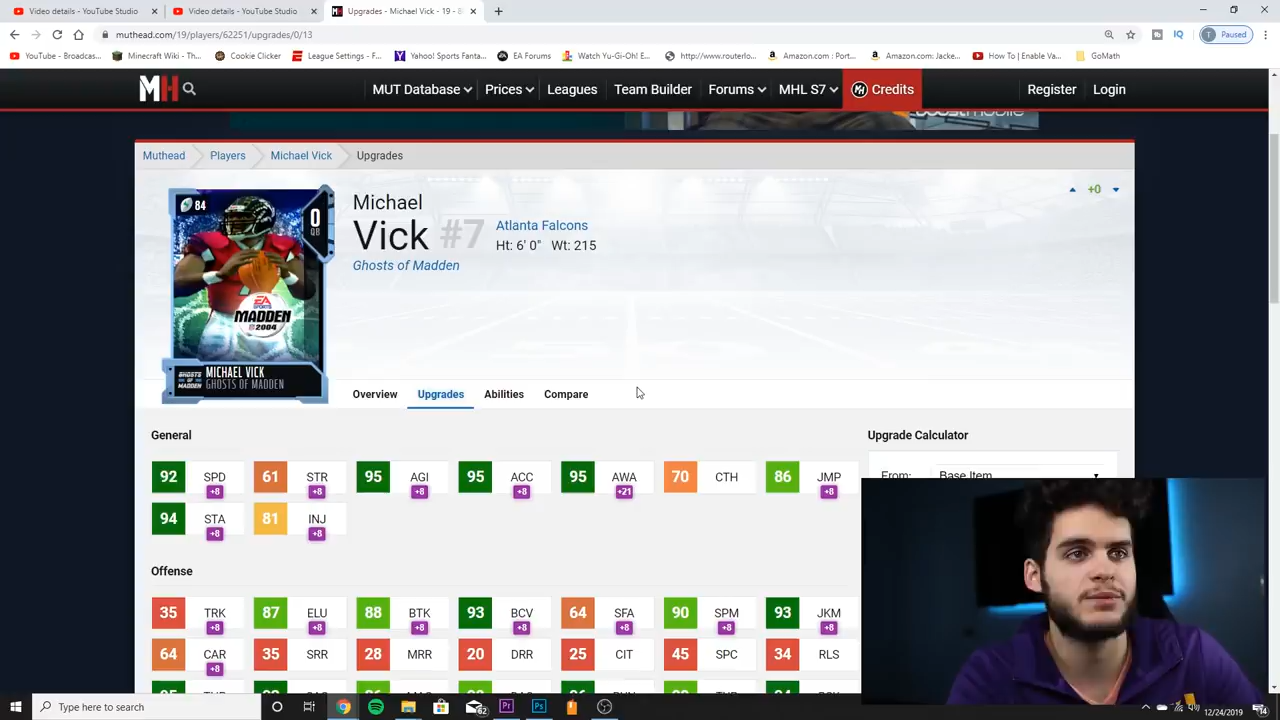 Video details - YouTube Studio
Video details - YouTube Studio
Upgrades - Michael Vick - 19 - 8
muthead.com/19/players/62251/upgrades/0/13
Paused
YouTube - Broadcas...
Minecraft Wiki - Th...
Cookie Clicker
League Settings - F...
Yahoo! Sports Fanta...
EA Forums
Watch Yu-Gi-Oh! E...
http://www.routerlo...
Amazon.com : Port...
Amazon.com: Jacke...
How To | Enable Va...
GoMath
MH
MUT Database
Prices
Leagues
Team Builder
Forums
MHL S7
Credits
Register
Login
Muthead
Players
Michael Vick
Upgrades
84
0
QB
EA SPORTS
MADDEN
2004
GHOSTS OF MADDEN
MICHAEL VICK
GHOSTS OF MADDEN
Michael
Vick #7
Atlanta Falcons
Ht: 6' 0" Wt: 215
Ghosts of Madden
+0
Overview
Upgrades
Abilities
Compare
General
92 SPD +8
61 STR +8
95 AGI +8
95 ACC +8
95 AWA +21
70 CTH
86 JMP +8
94 STA +8
81 INJ +8
Offense
35 TRK +8
87 ELU +8
88 BTK +8
93 BCV +8
64 SFA +8
90 SPM +8
93 JKM +8
64 CAR +8
35 SRR
28 MRR
20 DRR
25 CIT
45 SPC
34 RLS
Upgrade Calculator
From:
Base Item
Type here to search
62
12/24/2019
14